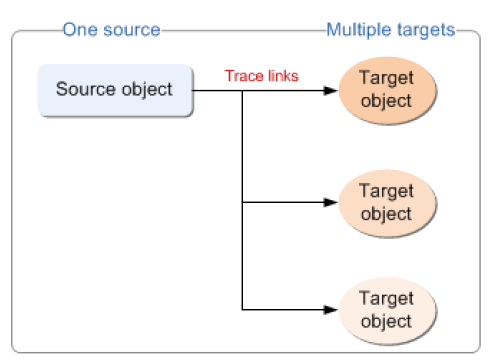 One source
Multiple targets
Source object
Trace links
Target
object
Target
object
Target
object